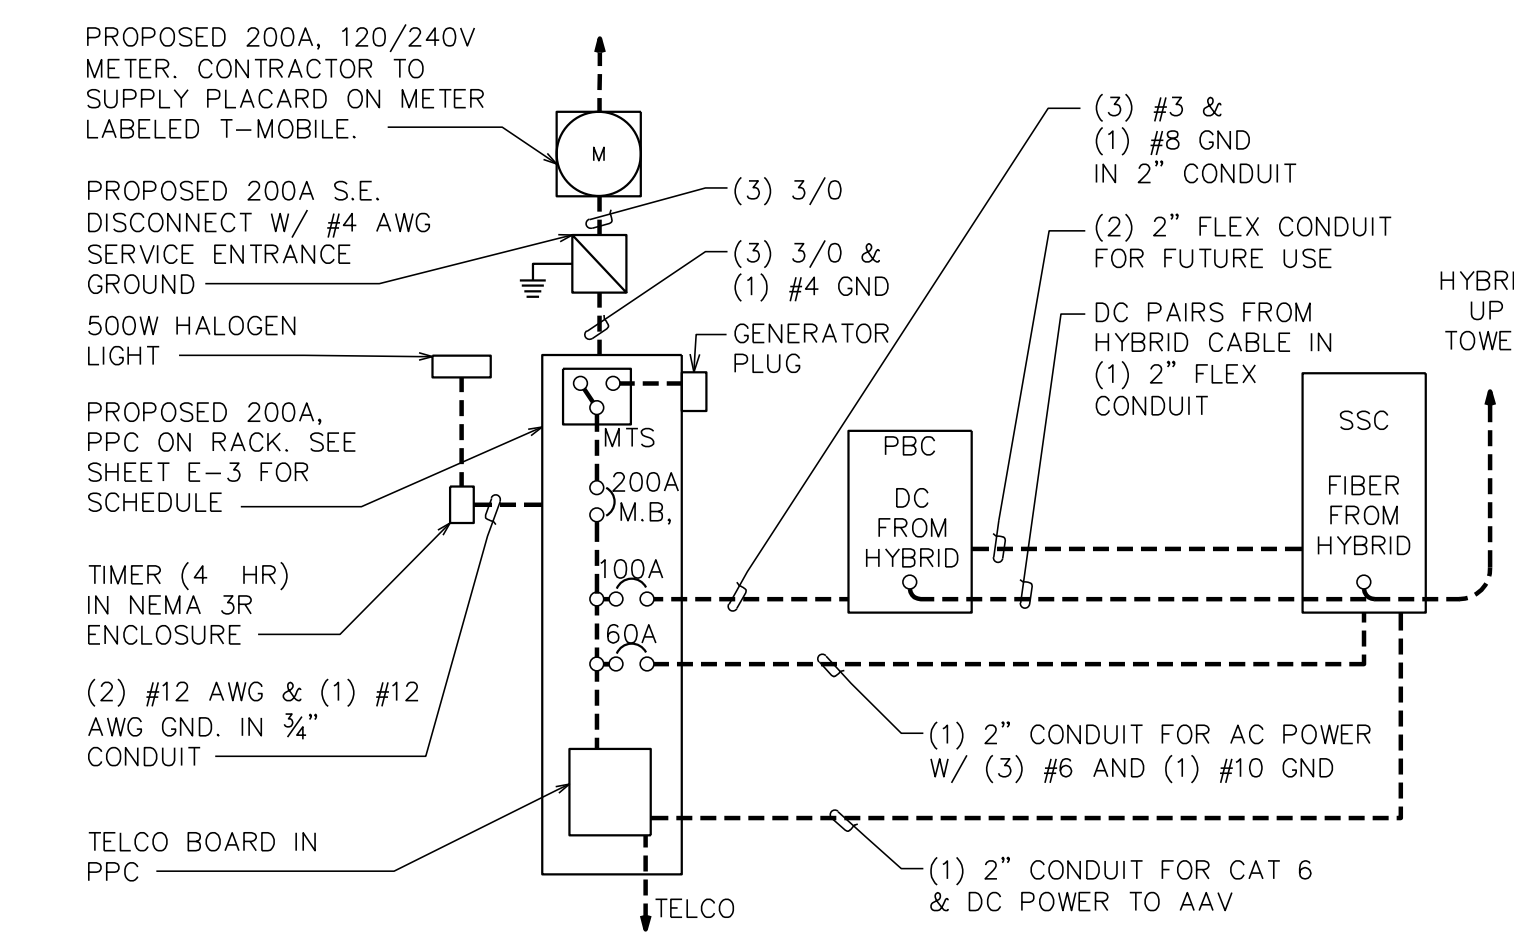 PROPOSED 200A, 120/240V
METER. CONTRACTOR TO
SUPPLY PLACARD ON METER
LABELED T-MOBILE.
PROPOSED 200A S.E.
DISCONNECT W/ #4 AWG
SERVICE ENTRANCE
GROUND
500W HALOGEN
LIGHT
PROPOSED 200A,
PPC ON RACK. SEE
SHEET E-3 FOR
SCHEDULE
TIMER (4 HR)
IN NEMA 3R
ENCLOSURE
(2) #12 AWG & (1) #12
AWG GND. IN ¾"
CONDUIT
TELCO BOARD IN
PPC
M
(3) 3/0
(3) 3/0 &
(1) #4 GND
GENERATOR
PLUG
MTS
200A
M.B,
100A
60A
TELCO
(3) #3 &
(1) #8 GND
IN 2" CONDUIT
(2) 2" FLEX CONDUIT
FOR FUTURE USE
DC PAIRS FROM
HYBRID CABLE IN
(1) 2" FLEX
CONDUIT
PBC
DC
FROM
HYBRID
SSC
FIBER
FROM
HYBRID
HYBRI
UP
TOWE
(1) 2" CONDUIT FOR AC POWER
W/ (3) #6 AND (1) #10 GND
(1) 2" CONDUIT FOR CAT 6
& DC POWER TO AAV